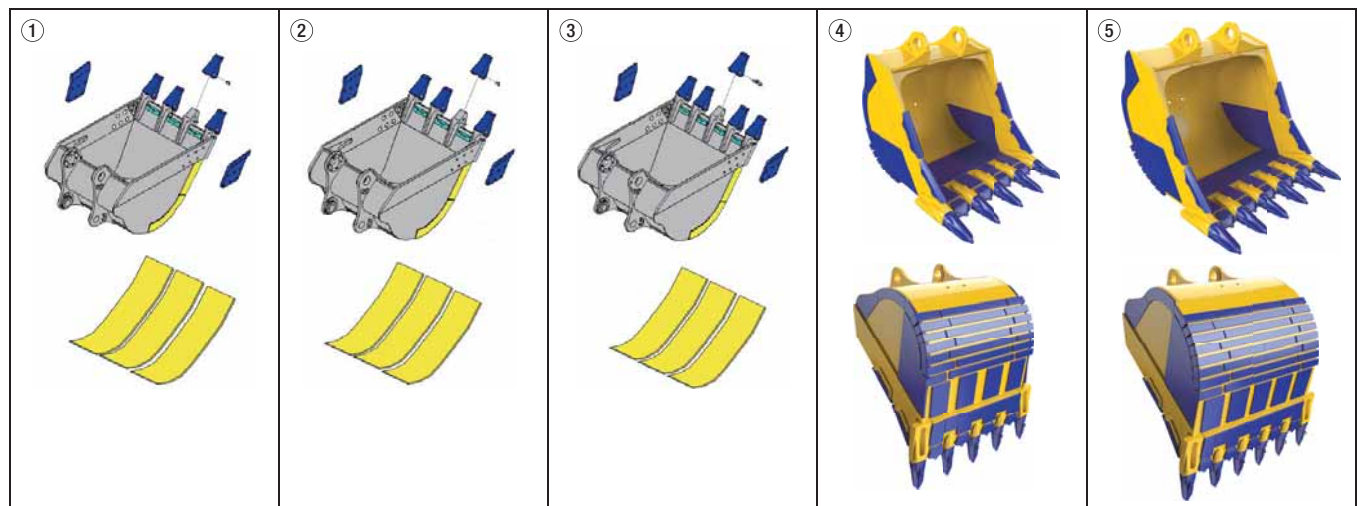 ① ② ③ ④ ⑤